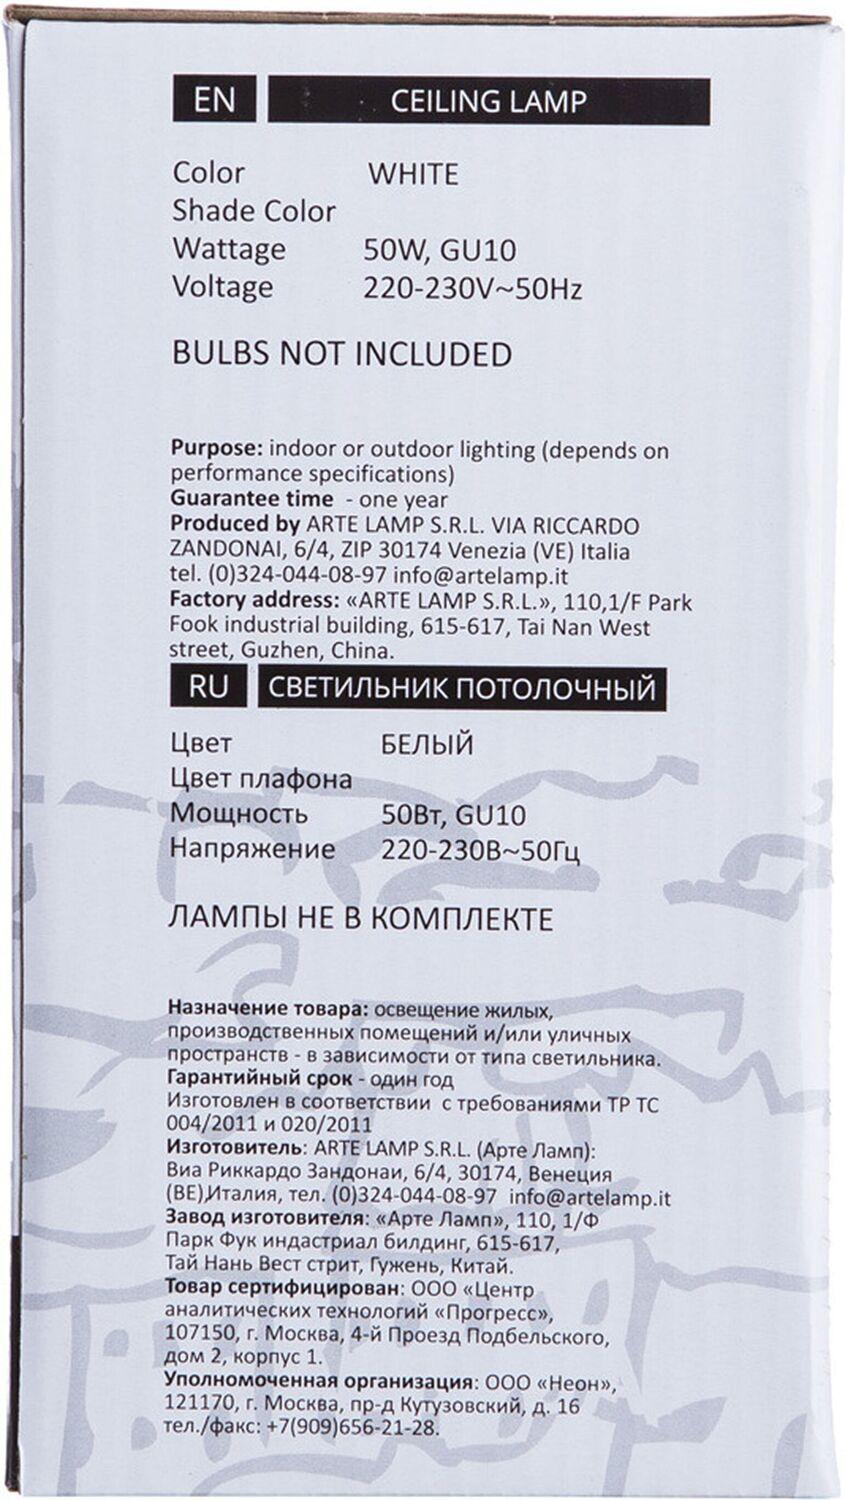 EN CEILING LAMP
Color WHITE
Shade Color
Wattage 50W, GU10
Voltage 220-230V~50Hz
BULBS NOT INCLUDED
Purpose: indoor or outdoor lighting (depends on
performance specifications)
Guarantee time - one year
Produced by ARTE LAMP S.R.L. VIA RICCARDO
ZANDONAI, 6/4, ZIP 30174 Venezia (VE) Italia
tel. (0)324-044-08-97 info@artelamp.it
Factory address: «ARTE LAMP S.R.L.», 110,1/F Park
Fook industrial building, 615-617, Tai Nan West
street, Guzhen, China.
RU СВЕТИЛЬНИК ПОТОЛОЧНЫЙ
Цвет БЕЛЫЙ
Цвет плафона
Мощность 50Вт, GU10
Напряжение 220-230В~50Гц
ЛАМПЫ НЕ В КОМПЛЕКТЕ
Назначение товара: освещение жилых,
производственных помещений и/или уличных
пространств - в зависимости от типа светильника.
Гарантийный срок - один год
Изготовлен в соответствии с требованиями ТР ТС
004/2011 и 020/2011
Изготовитель: ARTE LAMP S.R.L. (Арте Ламп):
Виа Риккардо Зандонаи, 6/4, 30174, Венеция
(ВЕ),Италия, тел. (0)324-044-08-97 info@artelamp.it
Завод изготовителя: «Арте Ламп», 110, 1/Ф
Парк Фук индастриал билдинг, 615-617,
Тай Нань Вест стрит, Гужень, Китай.
Товар сертифицирован: ООО «Центр
аналитических технологий «Прогресс»,
107150, г. Москва, 4-й Проезд Подбельского,
дом 2, корпус 1.
Уполномоченная организация: ООО «Неон»,
121170, г. Москва, пр-д Кутузовский, д. 16
тел./факс: +7(909)656-21-28.